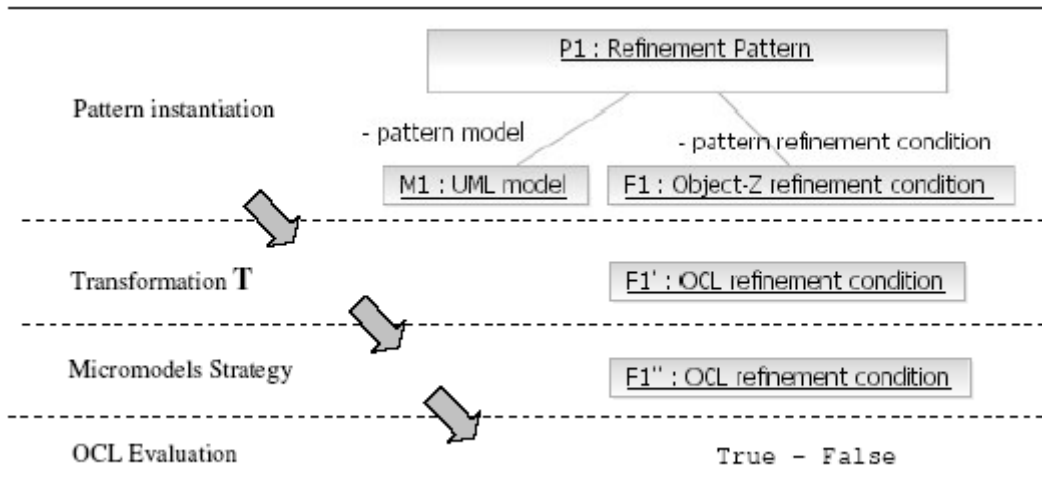 P1 : Refinement Pattern
Pattern instantiation
- pattern model
- pattern refinement condition
M1 : UML model
F1 : Object-Z refinement condition
Transformation T
F1' : OCL refinement condition
Micromodels Strategy
F1'' : OCL refinement condition
OCL Evaluation
True - False